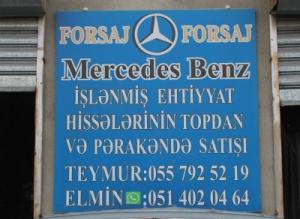 FORSAJ FORSAJ
Mercedes Benz
İŞLƏNMİŞ EHTİYYAT
HİSSƏLƏRİNİN TOPDAN
VƏ PƏRAKƏNDƏ SATIŞI
TEYMUR:055 792 52 19
ELMİN :051 402 04 64